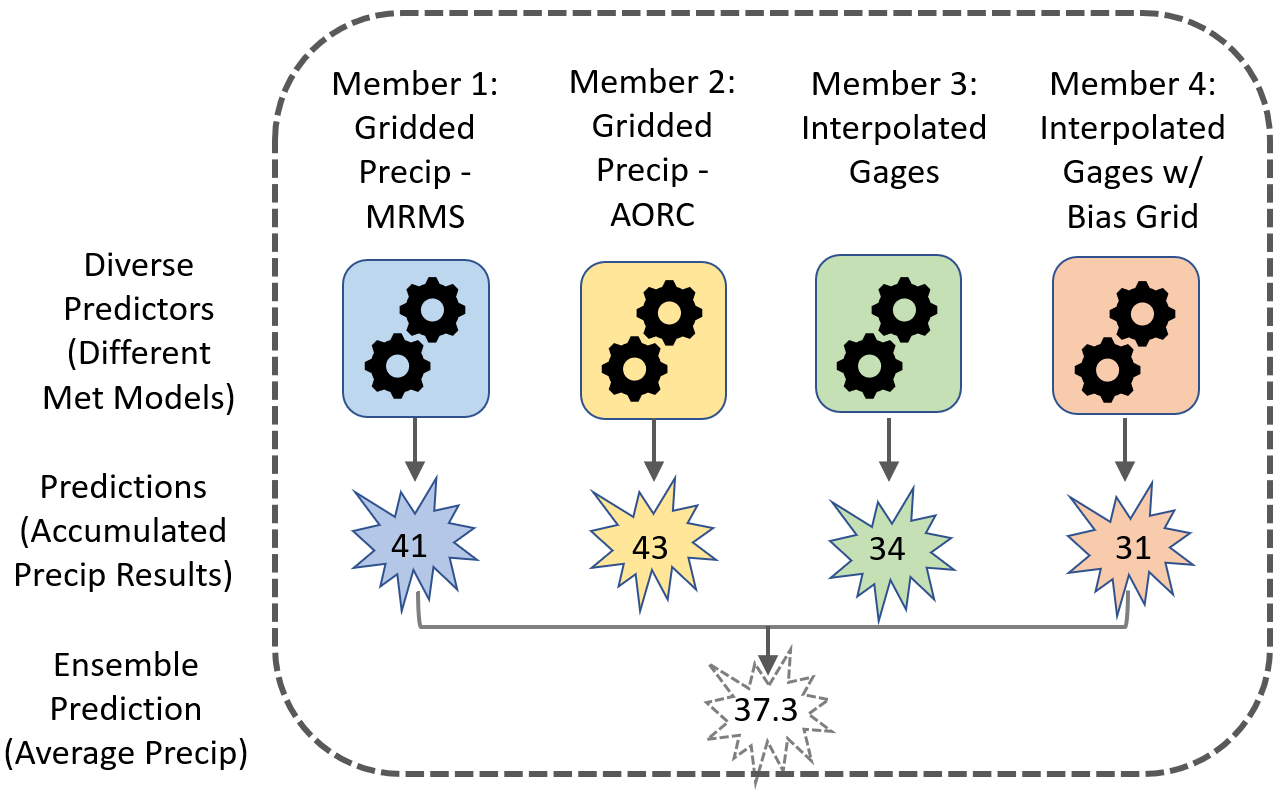 Member 1:
Gridded
Precip -
MRMS
Member 2:
Gridded
Precip -
AORC
Member 3:
Interpolated
Gages
Member 4:
Interpolated
Gages w/
Bias Grid
Diverse
Predictors
(Different
Met Models)
Predictions
(Accumulated
Precip Results)
41
43
34
31
Ensemble
Prediction
(Average Precip)
37.3